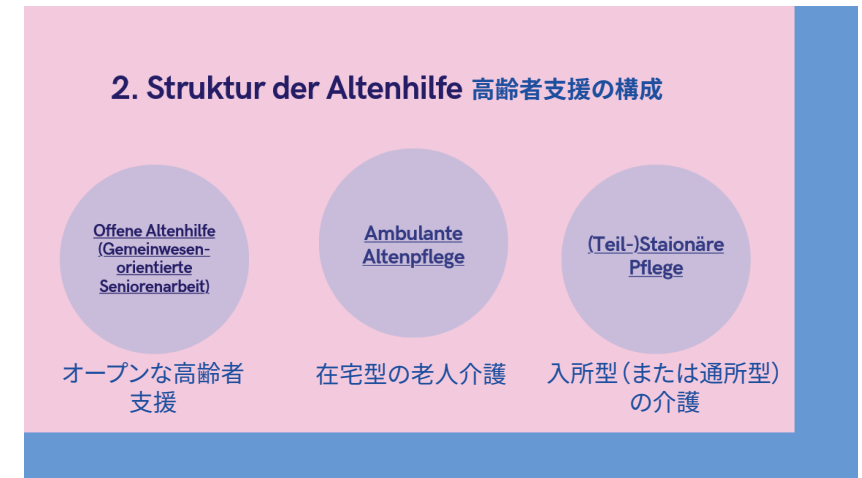 2. Struktur der Altenhilfe 高齢者支援の構成
Offene Altenhilfe
(Gemeinwesen-
orientierte
Seniorenarbeit)
オープンな高齢者
支援
Ambulante
Altenpflege
在宅型の老人介護
(Teil-)Staionäre
Pflege
入所型（または通所型）
の介護